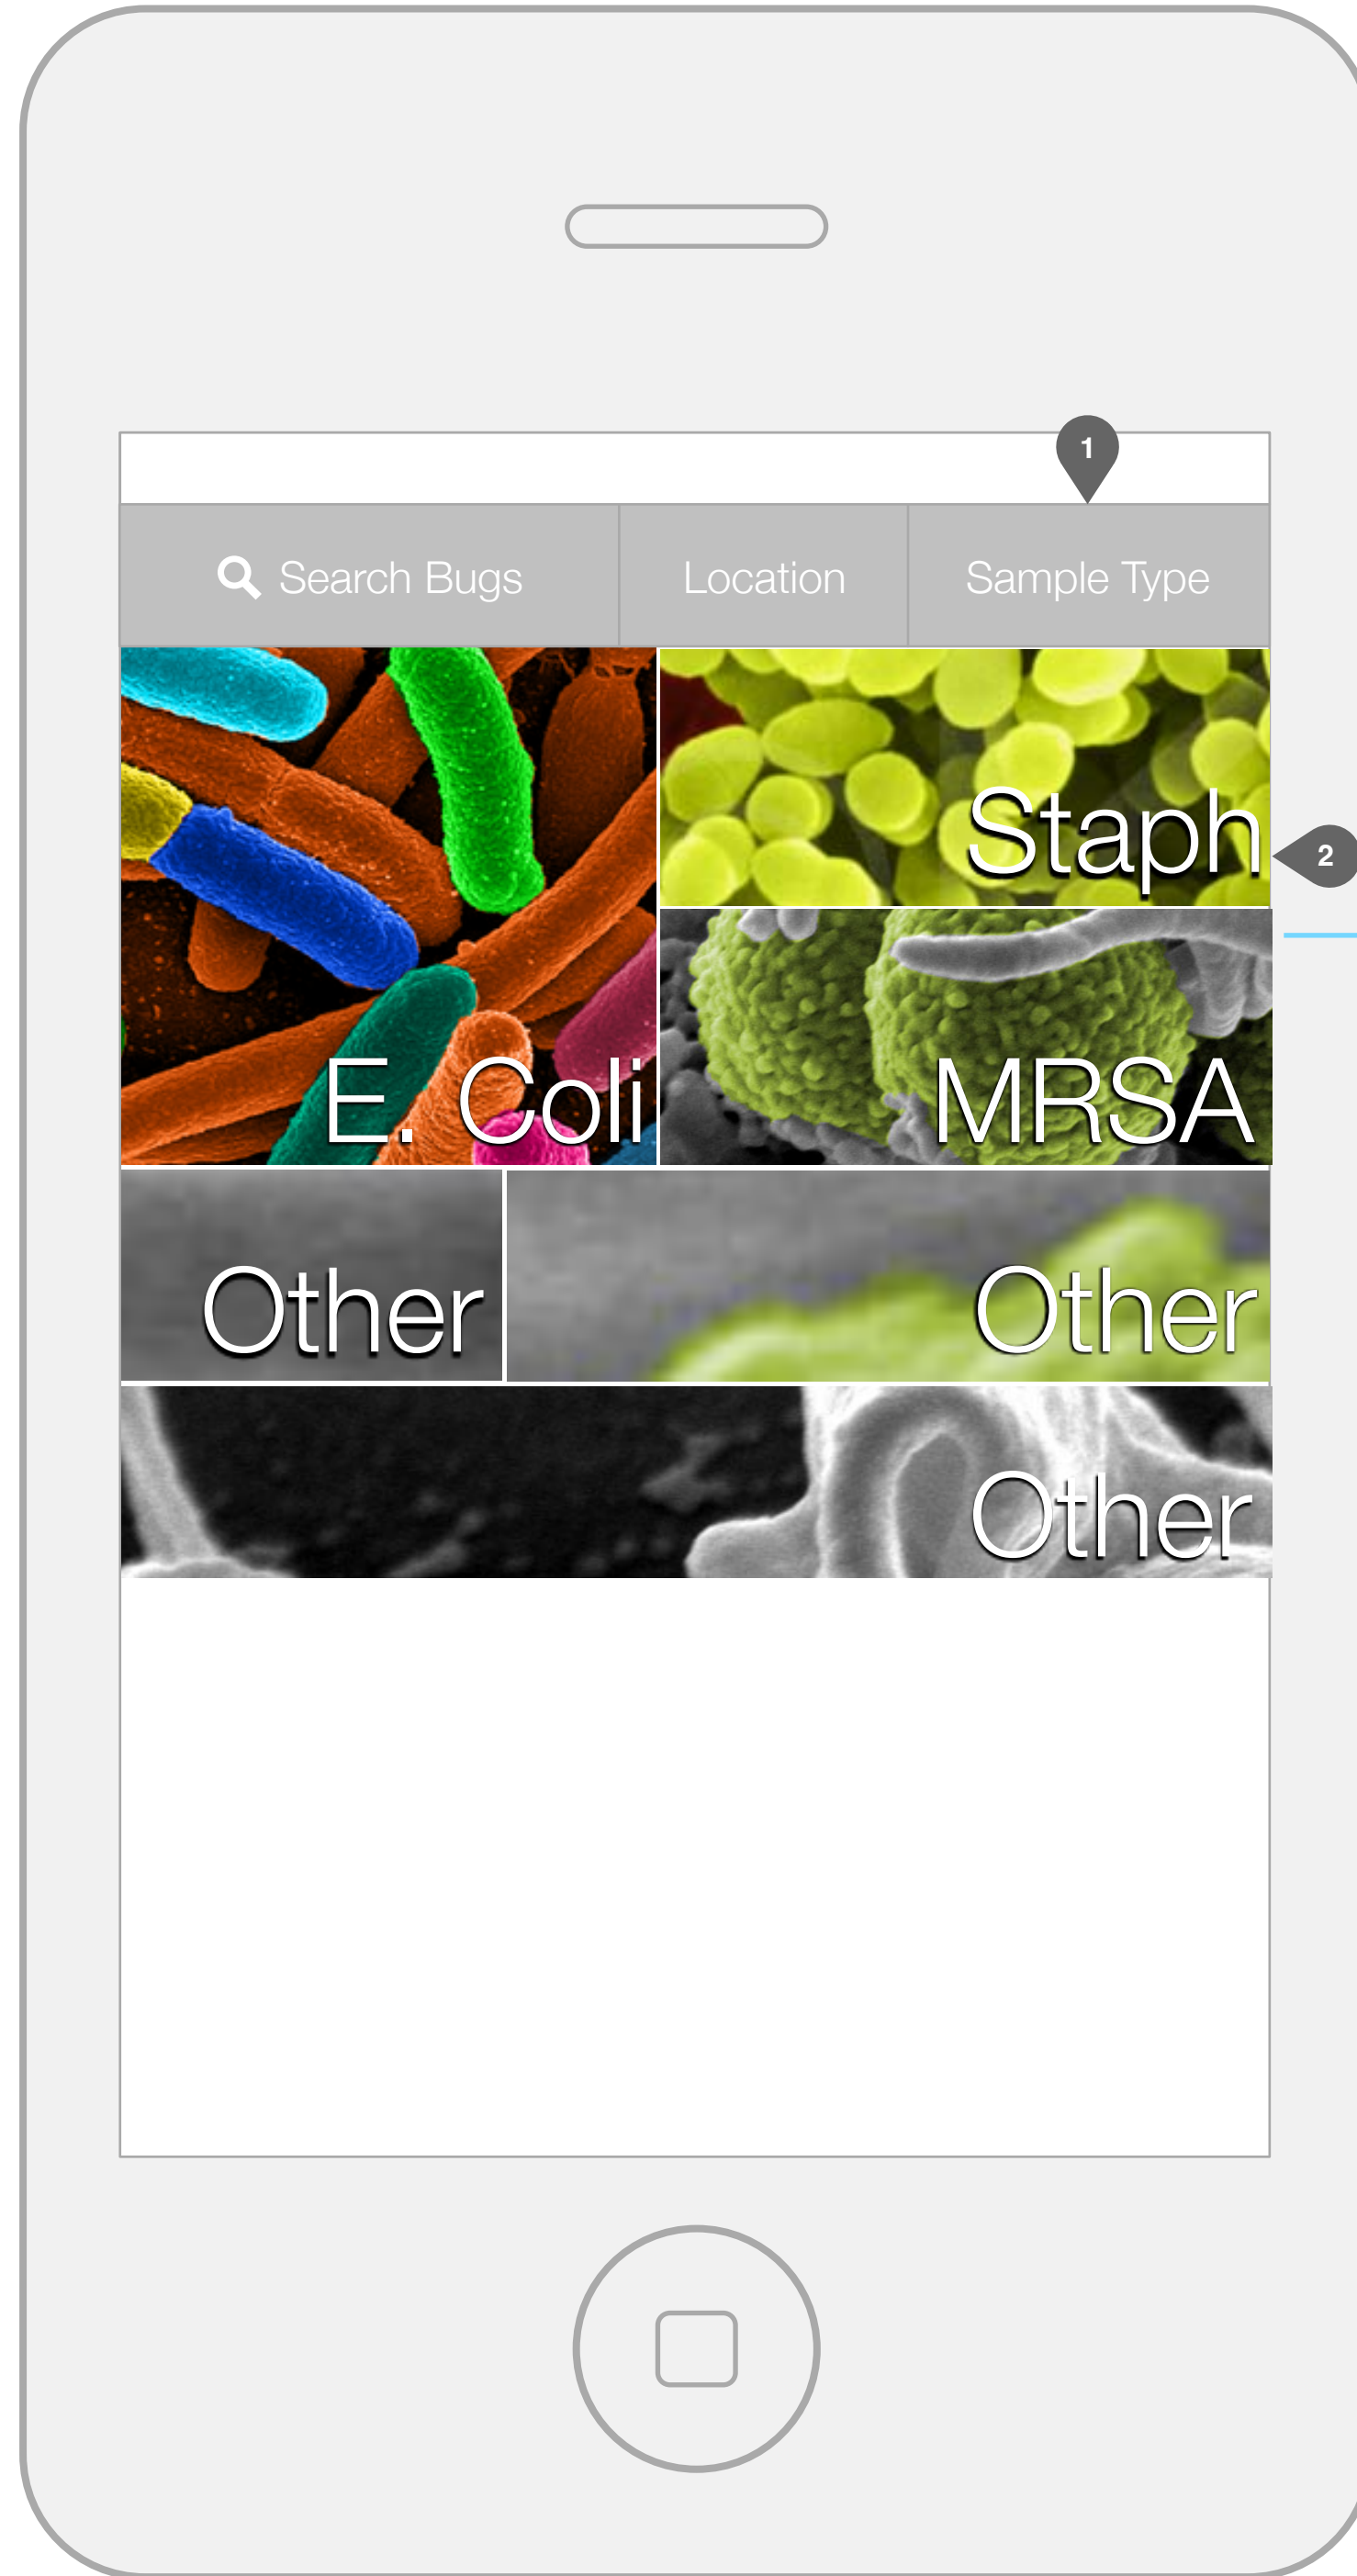 1
Search Bugs Location Sample Type
Staph
2
E. Coli MRSA
Other Other
Other